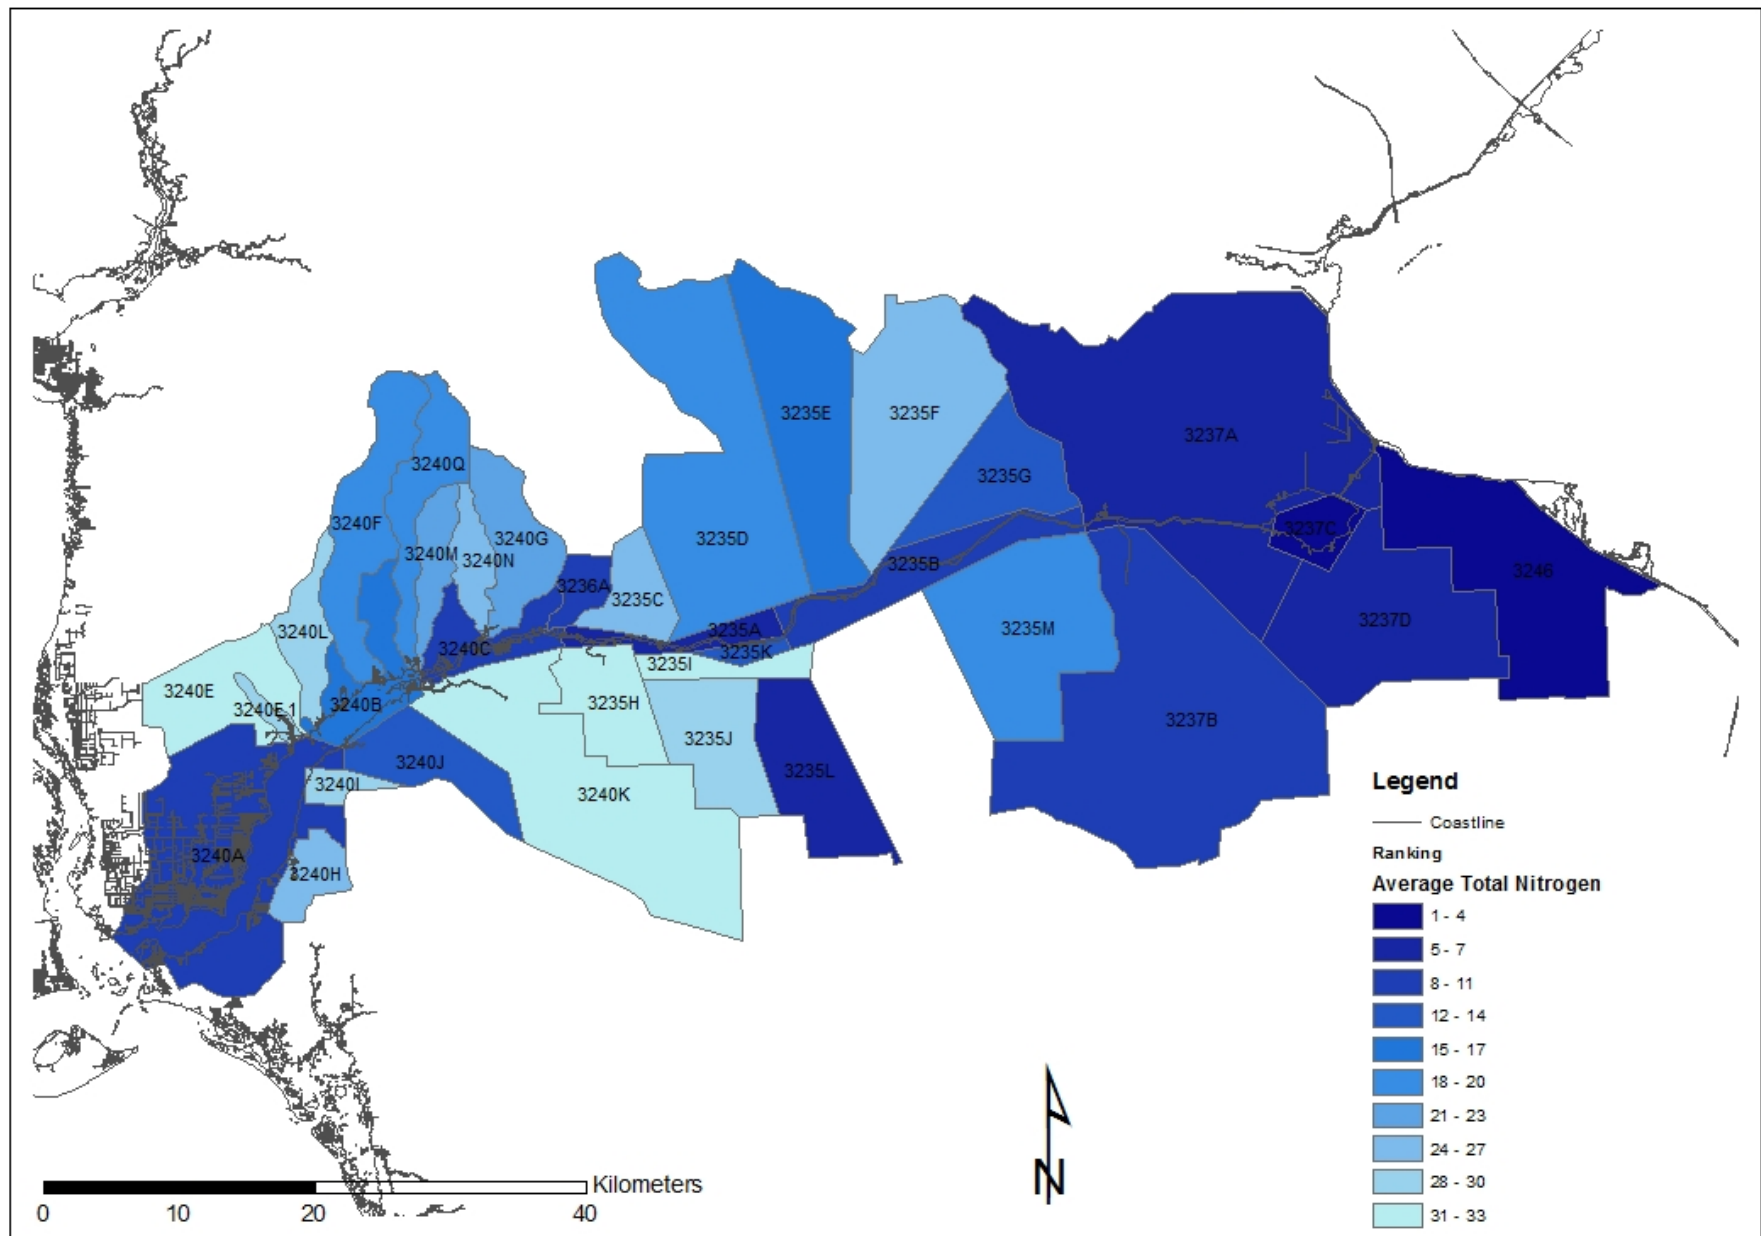 3235E
3235F
3237A
3240Q
3235G
3240F
3237C
3240G
3235D
3240M
3240N
3235B
3246
3236A
3235C
3237D
3240L
3235A
3235M
3240C
3235K
3235I
3240E
3240B
3235H
3240E1
3237B
3235J
3240J
3235L
3240I
3240K
3240A
3240H
Legend
Coastline
Ranking
Average Total Nitrogen
1 - 4
5 - 7
8 - 11
12 - 14
15 - 17
18 - 20
21 - 23
24 - 27
28 - 30
31 - 33
N
Kilometers
0 10 20 40